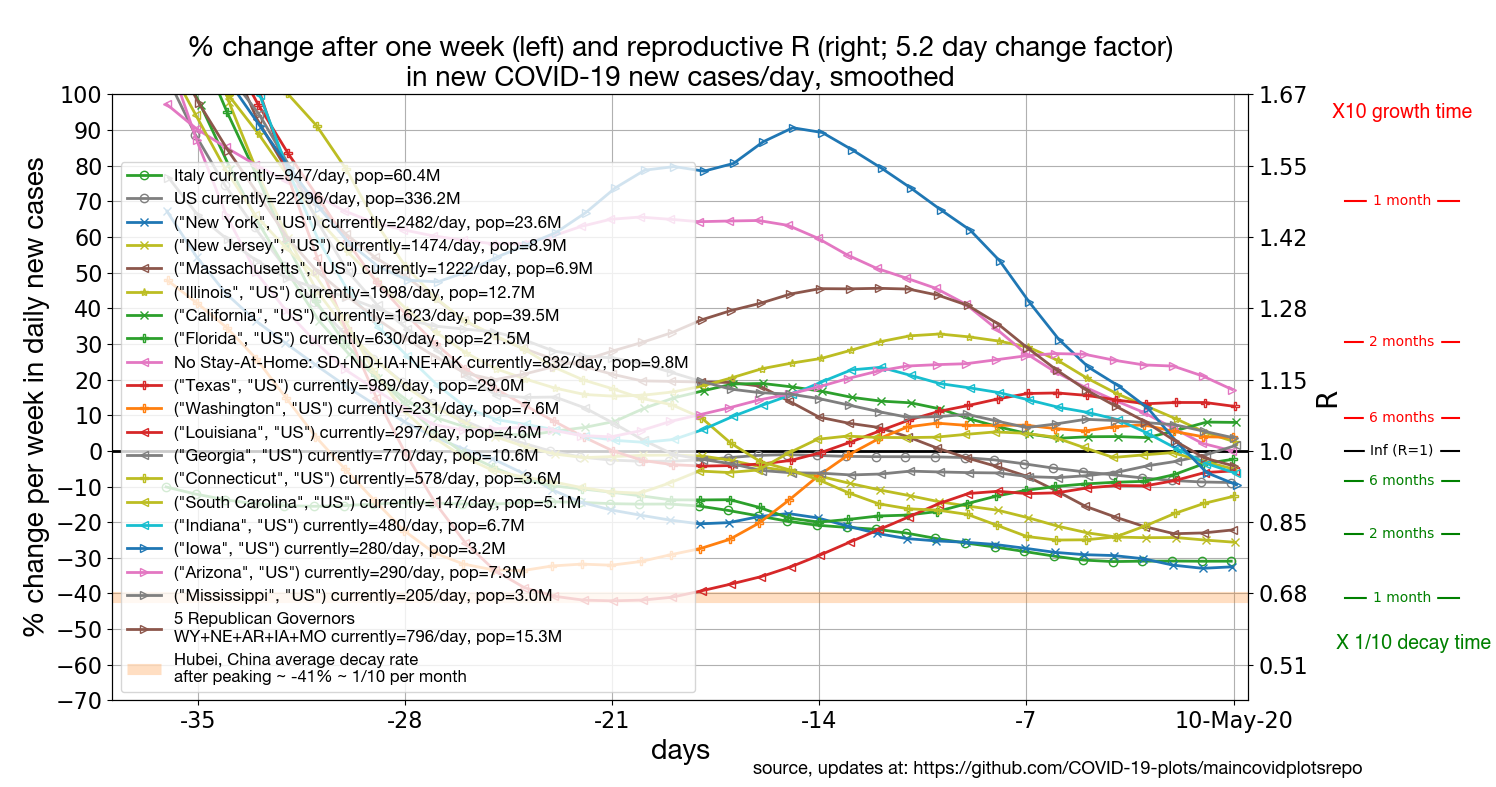 % change after one week (left) and reproductive R (right; 5.2 day change factor)
in new COVID-19 new cases/day, smoothed
% change per week in daily new cases
100
90
80
70
60
50
40
30
20
10
0
−10
−20
−30
−40
−50
−60
−70
Italy currently=947/day, pop=60.4M
US currently=22296/day, pop=336.2M
("New York", "US") currently=2482/day, pop=23.6M
("New Jersey", "US") currently=1474/day, pop=8.9M
("Massachusetts", "US") currently=1222/day, pop=6.9M
("Illinois", "US") currently=1998/day, pop=12.7M
("California", "US") currently=1623/day, pop=39.5M
("Florida", "US") currently=630/day, pop=21.5M
No Stay-At-Home: SD+ND+IA+NE+AK currently=832/day, pop=9.8M
("Texas", "US") currently=989/day, pop=29.0M
("Washington", "US") currently=231/day, pop=7.6M
("Louisiana", "US") currently=297/day, pop=4.6M
("Georgia", "US") currently=770/day, pop=10.6M
("Connecticut", "US") currently=578/day, pop=3.6M
("South Carolina", "US") currently=147/day, pop=5.1M
("Indiana", "US") currently=480/day, pop=6.7M
("Iowa", "US") currently=280/day, pop=3.2M
("Arizona", "US") currently=290/day, pop=7.3M
("Mississippi", "US") currently=205/day, pop=3.0M
5 Republican Governors
WY+NE+AR+IA+MO currently=796/day, pop=15.3M
Hubei, China average decay rate
after peaking ~ -41% ~ 1/10 per month
-35
-28
-21
-14
-7
10-May-20
days
1.67
1.55
1.42
1.28
1.15
1.0
0.85
0.68
0.51
R
X10 growth time
1 month
2 months
6 months
Inf (R=1)
6 months
2 months
1 month
X 1/10 decay time
source, updates at: https://github.com/COVID-19-plots/maincovidplotsrepo